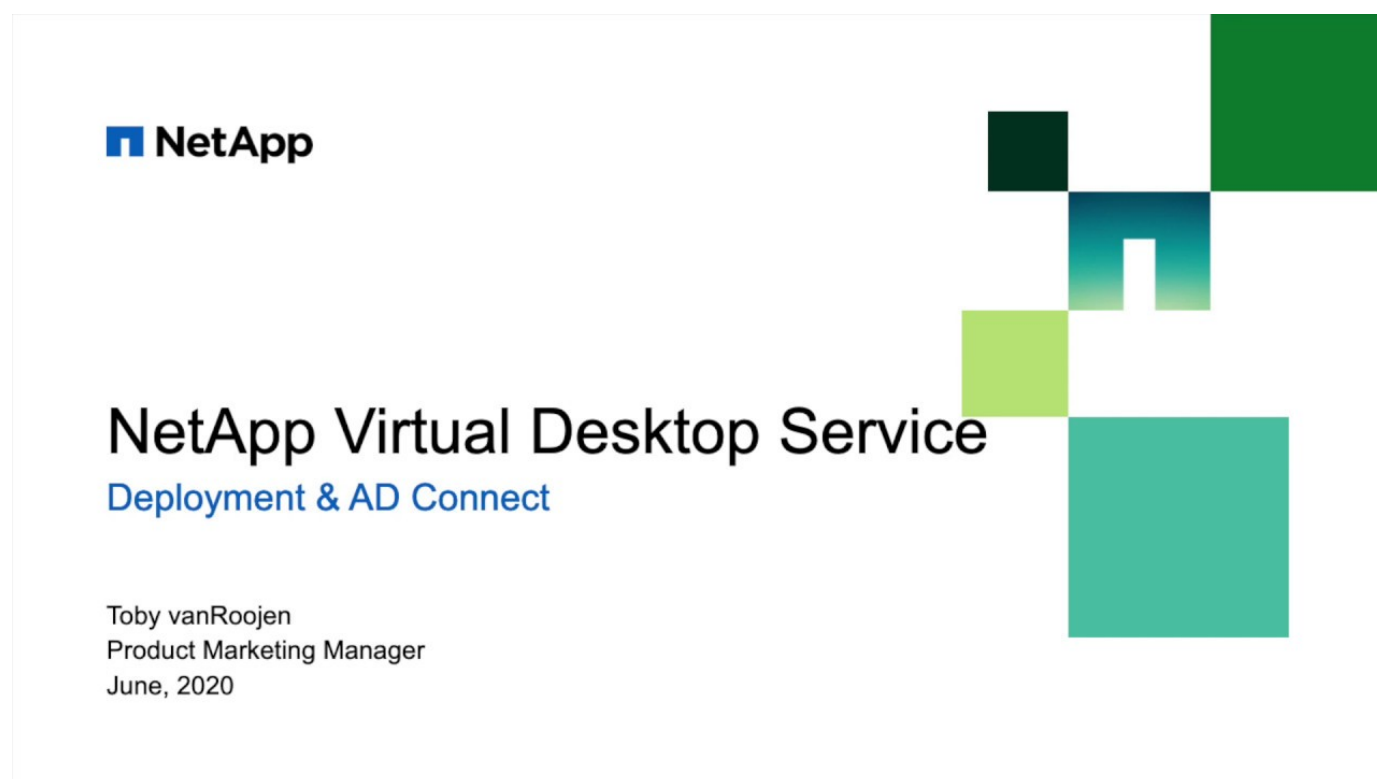 NetApp
NetApp Virtual Desktop Service
Deployment & AD Connect
Toby vanRoojen
Product Marketing Manager
June, 2020